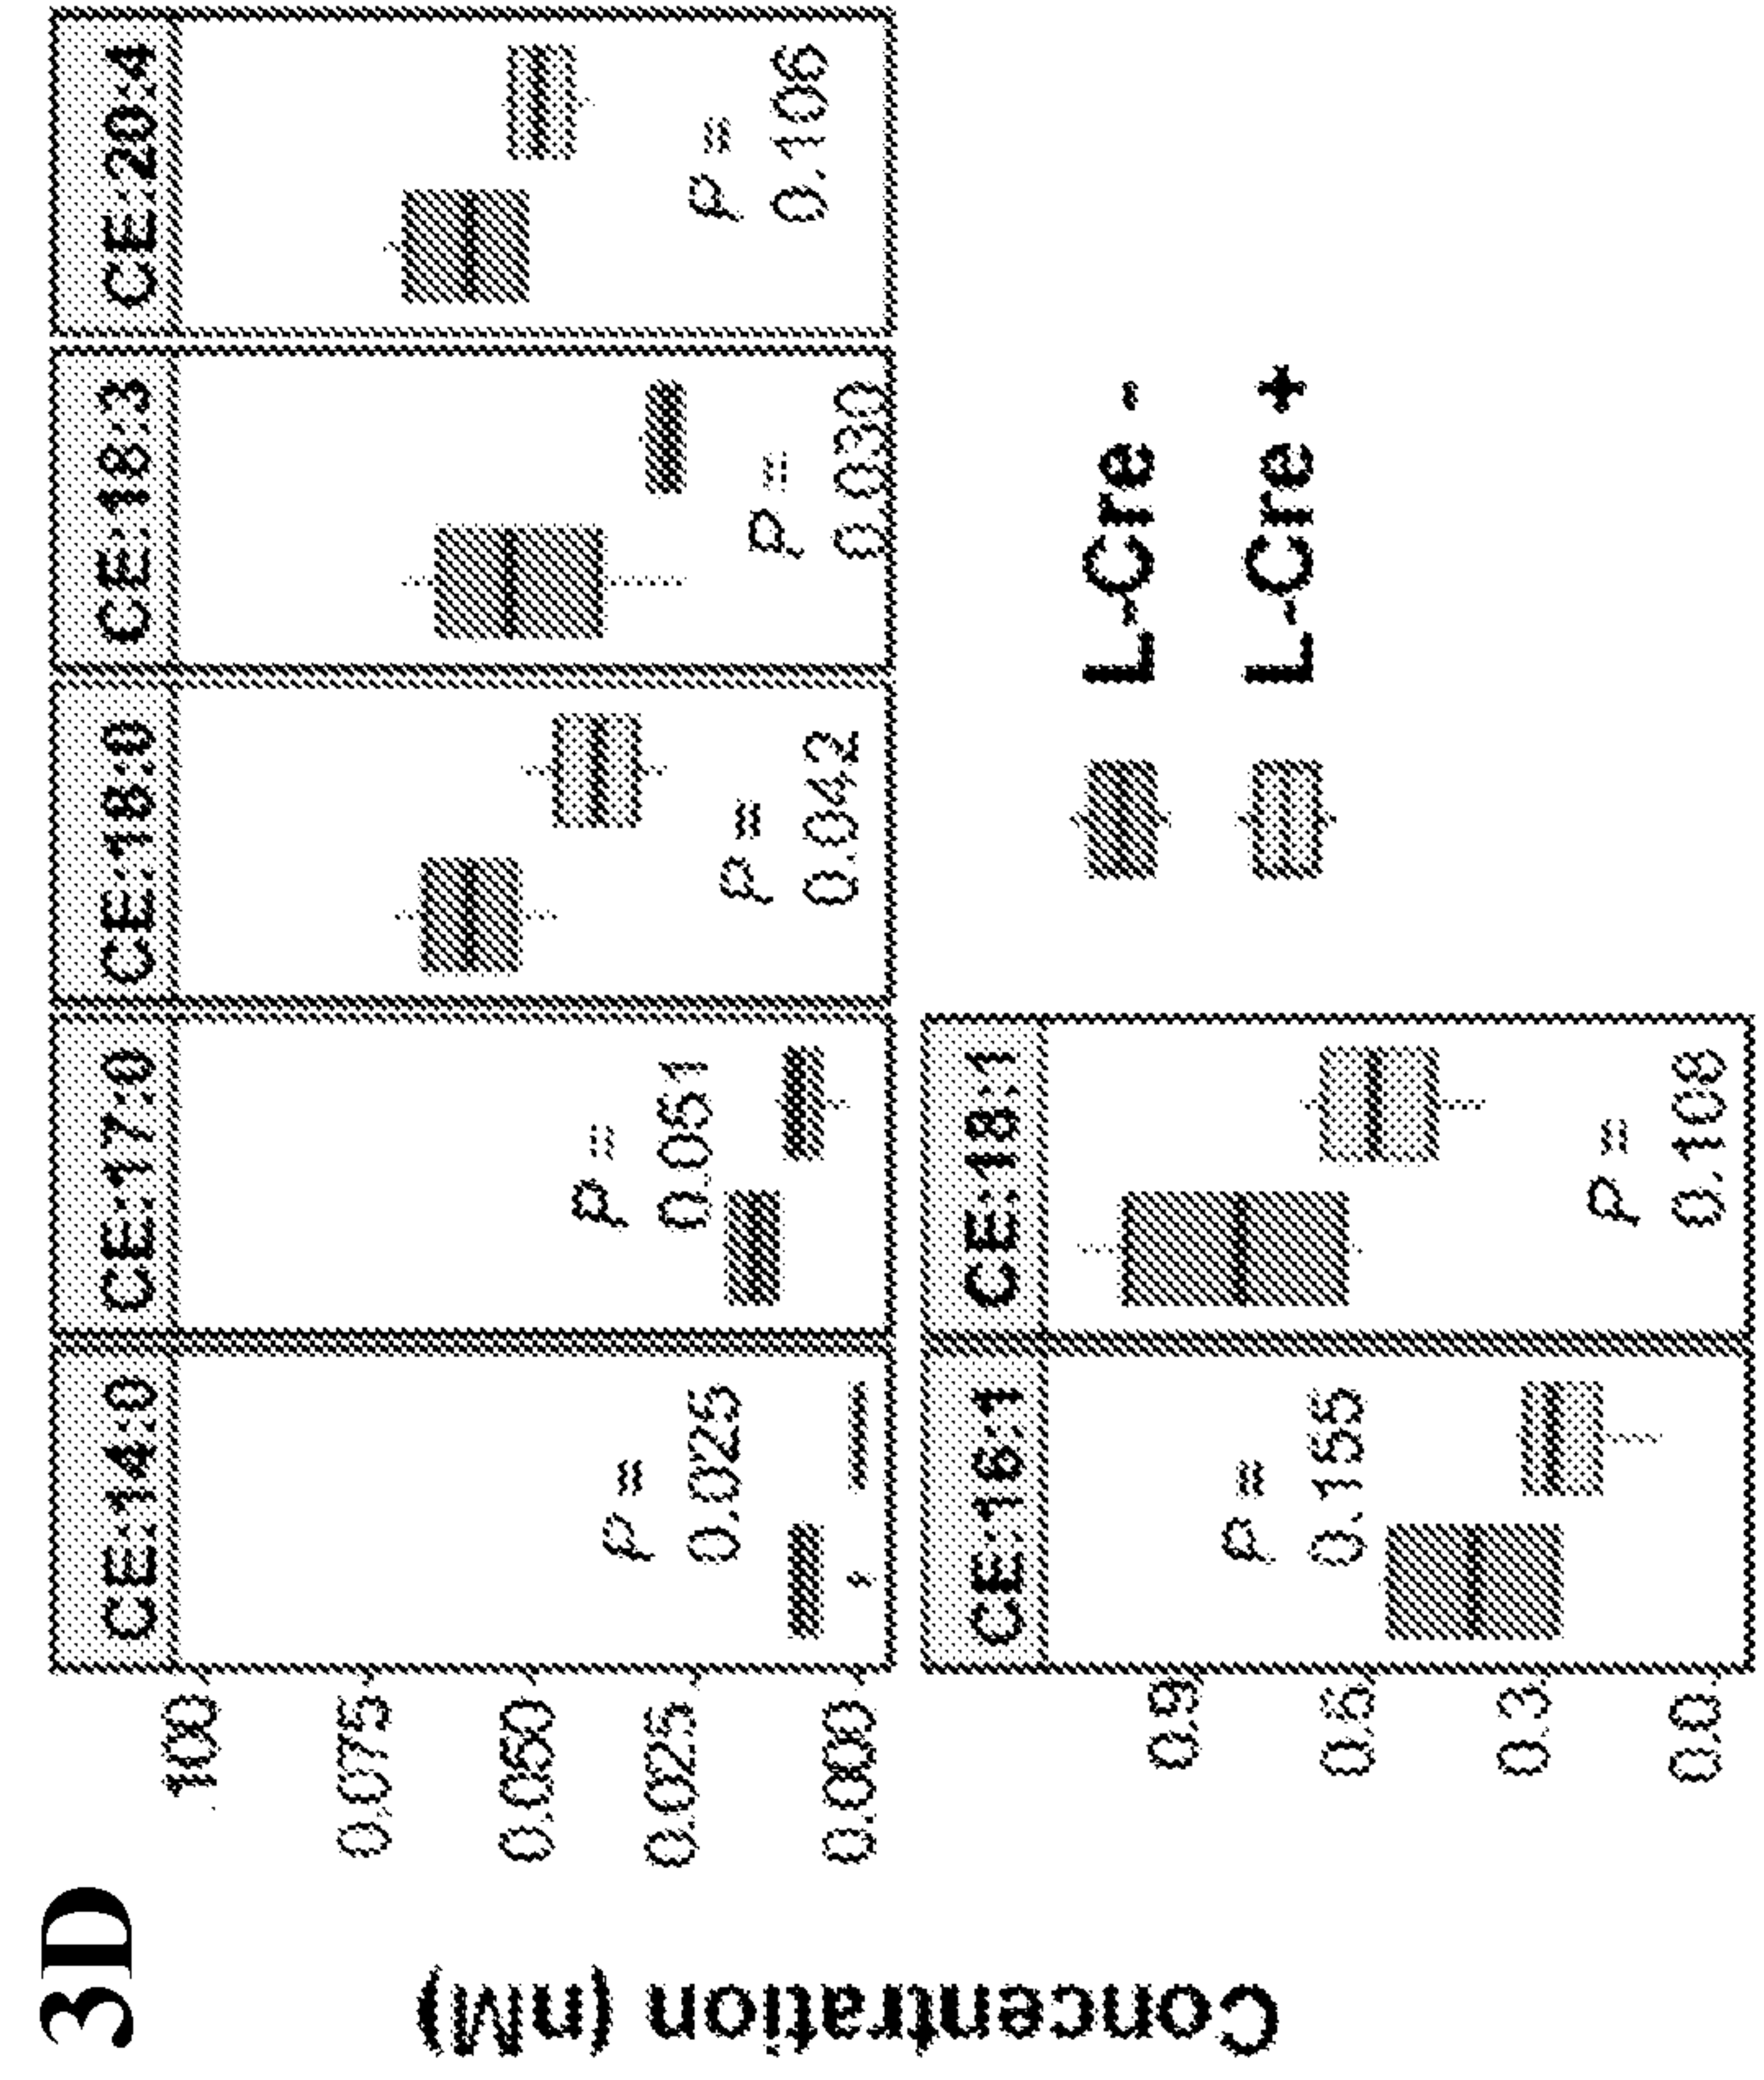 3D
Concentration (nM)
CE:14:0
CE:17:0
CE:18:0
CE:18:3
CE:20:4
.100
0.075
0.050
0.025
0.000
P =
0.025
P =
0.051
P =
0.042
P =
0.030
P =
0.106
CE:16:1
CE:18:1
0.9
0.6
0.3
0.0
P =
0.155
P =
0.108
L-Cre -
L-Cre +